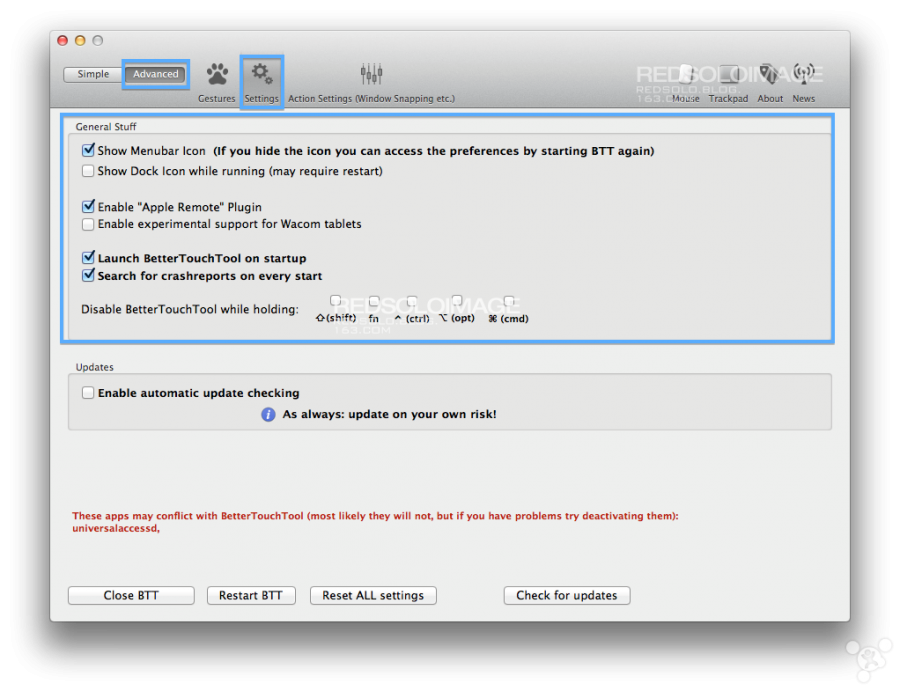 Simple
Advanced
Gestures
Settings
Action Settings (Window Snapping etc.)
REDSOLOIMAGE
REDSOLO.BLOG.
163.COM
Mouse
Trackpad
About
News
General Stuff
Show Menubar Icon (If you hide the icon you can access the preferences by starting BTT again)
Show Dock Icon while running (may require restart)
Enable "Apple Remote" Plugin
Enable experimental support for Wacom tablets
Launch BetterTouchTool on startup
Search for crashreports on every start
Disable BetterTouchTool while holding:
REDSOLOIMAGE
163.COM
⇧(shift) fn ^ (ctrl) ⌥ (opt) ⌘ (cmd)
Updates
Enable automatic update checking
As always: update on your own risk!
These apps may conflict with BetterTouchTool (most likely they will not, but if you have problems try deactivating them):
universalaccessd,
Close BTT
Restart BTT
Reset ALL settings
Check for updates